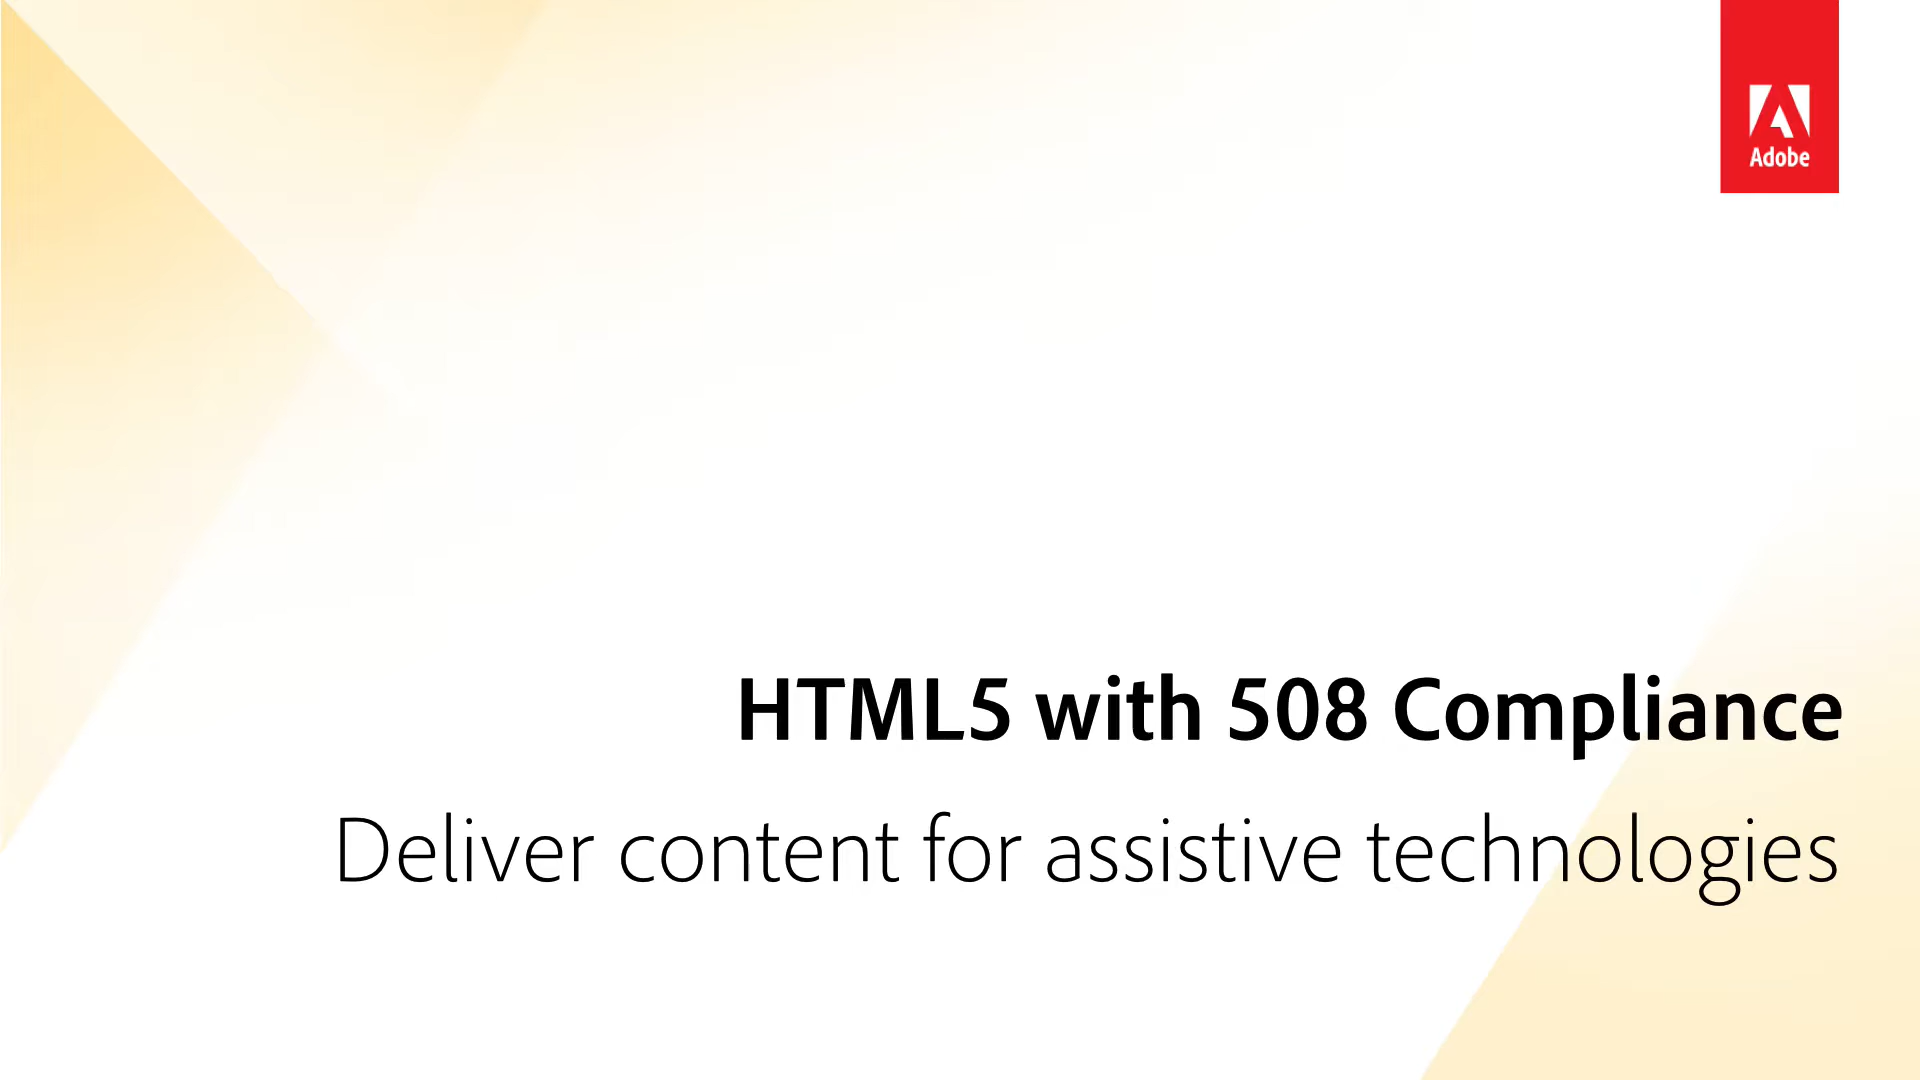 Adobe
HTML5 with 508 Compliance
Deliver content for assistive technologies